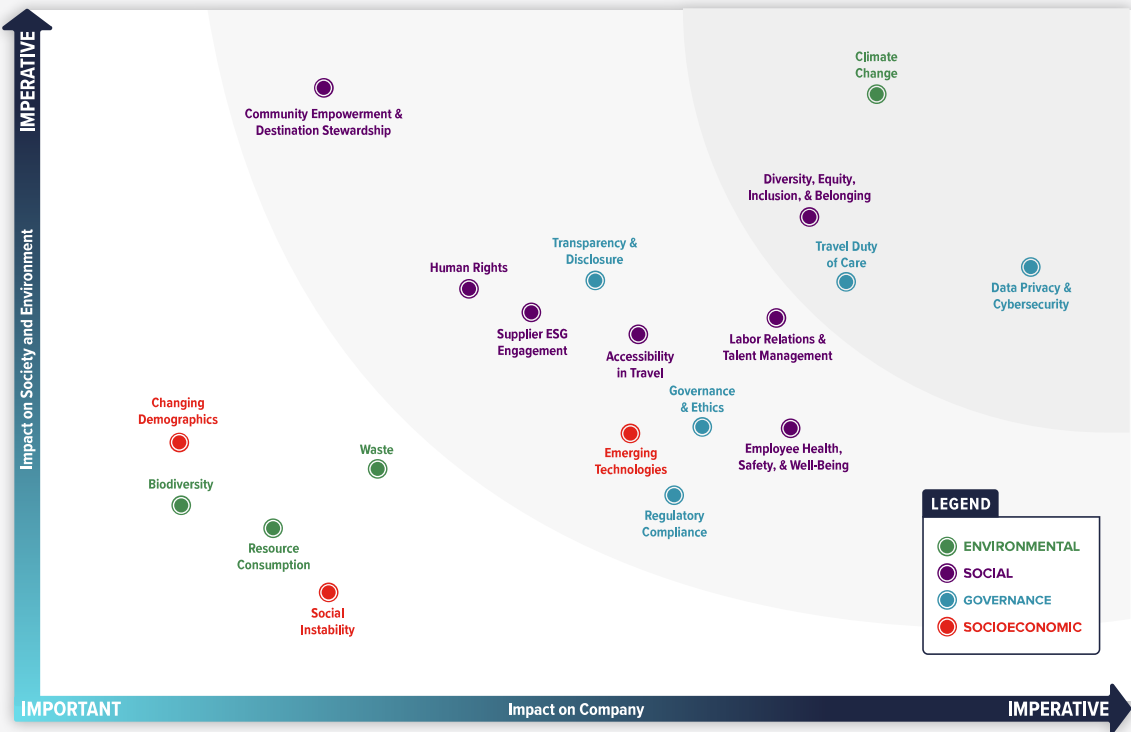 IMPERATIVE
Impact on Society and Environment
Climate
Change
Community Empowerment &
Destination Stewardship
Diversity, Equity,
Inclusion, & Belonging
Transparency &
Disclosure
Travel Duty
of Care
Human Rights
Data Privacy &
Cybersecurity
Supplier ESG
Engagement
Labor Relations &
Talent Management
Accessibility
in Travel
Governance
& Ethics
Changing
Demographics
Emerging
Technologies
Employee Health,
Safety, & Well-Being
Waste
Biodiversity
Regulatory
Compliance
Resource
Consumption
Social
Instability
LEGEND
ENVIRONMENTAL
SOCIAL
GOVERNANCE
SOCIOECONOMIC
IMPORTANT
Impact on Company
IMPERATIVE